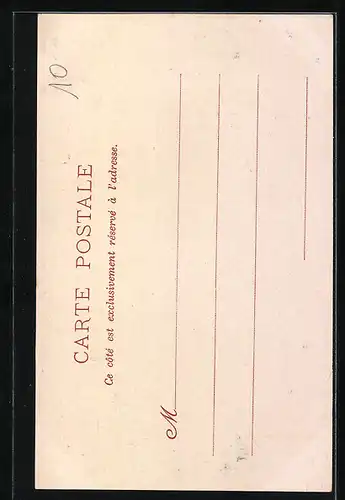 10
CARTE POSTALE
Ce côté est exclusivement réservé à l'adresse.
M